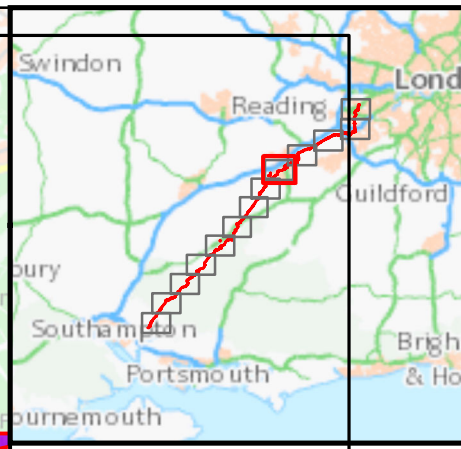 Swindon
Lond
Reading
Guildford
bury
Southampton
Brigh
Portsmouth
& Ho
ournemouth